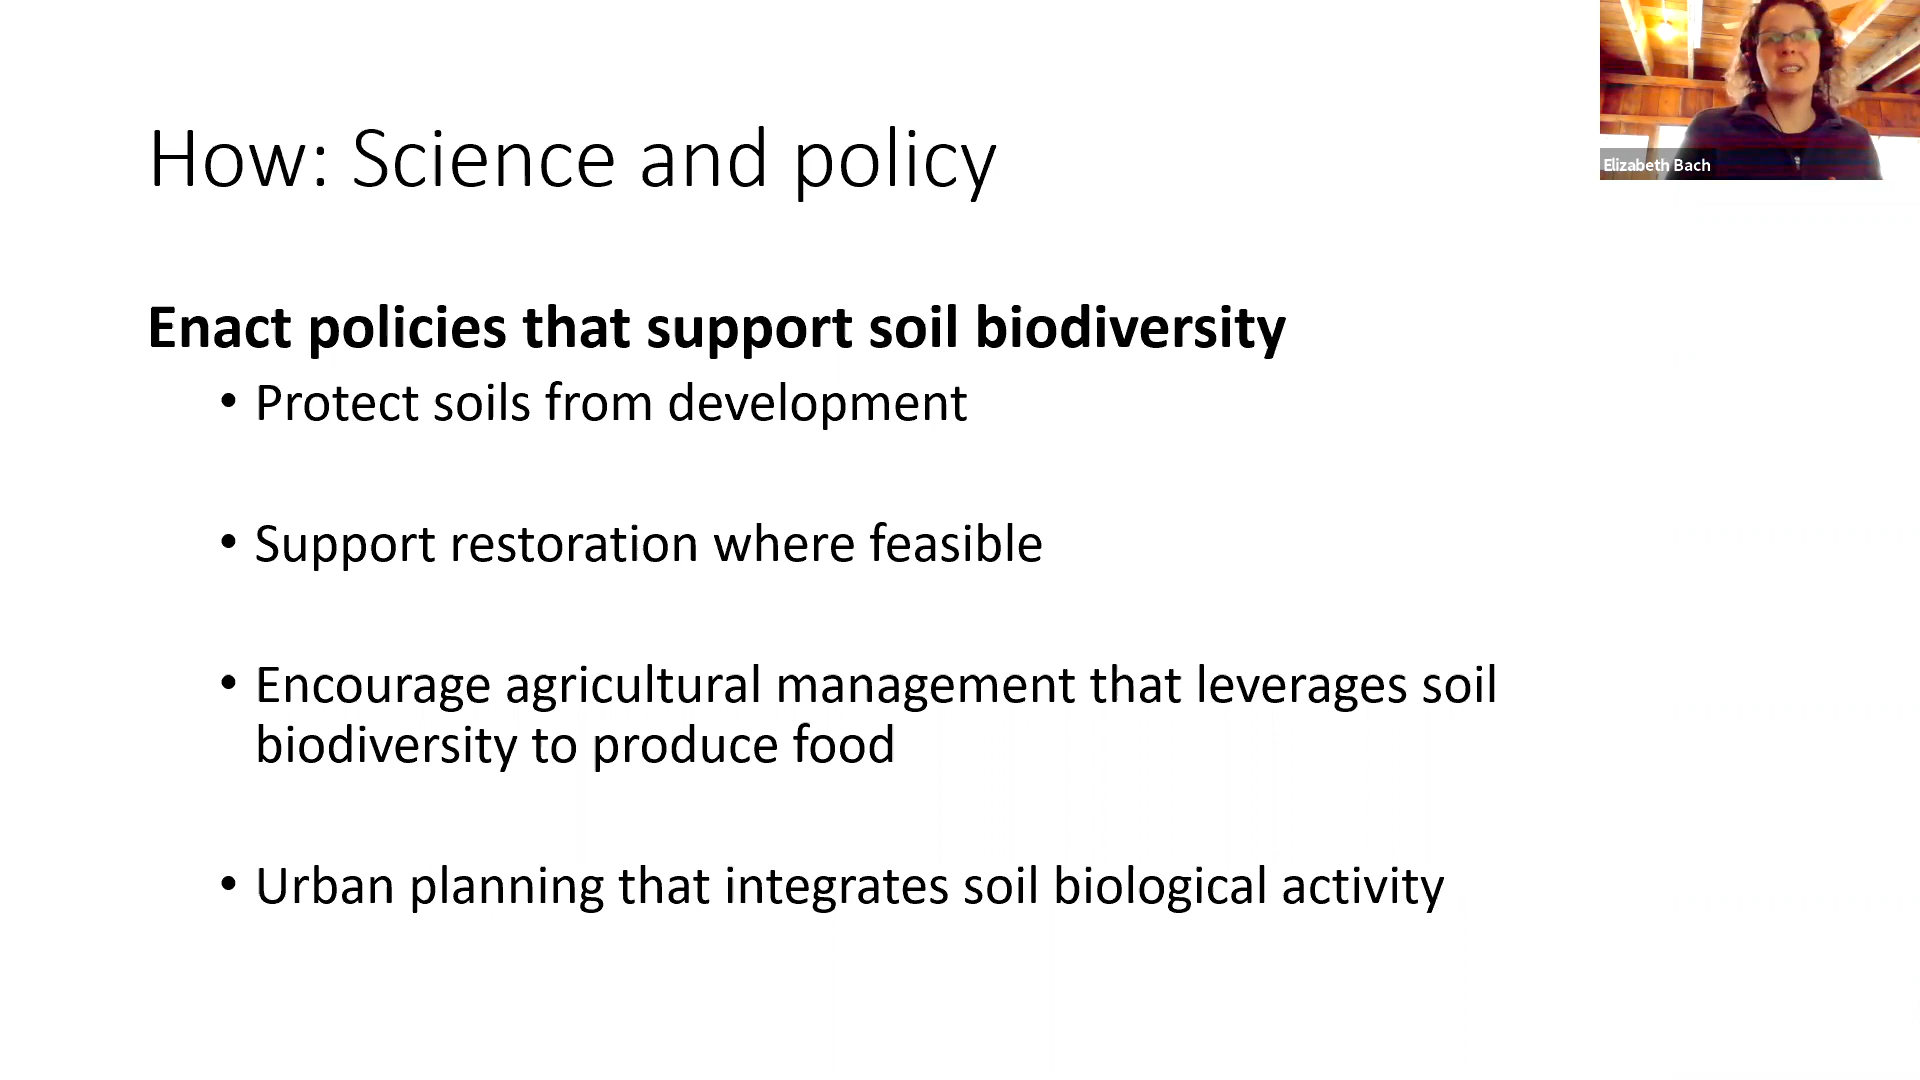 How: Science and policy
Elizabeth Bach
Enact policies that support soil biodiversity
• Protect soils from development
• Support restoration where feasible
• Encourage agricultural management that leverages soil
biodiversity to produce food
• Urban planning that integrates soil biological activity